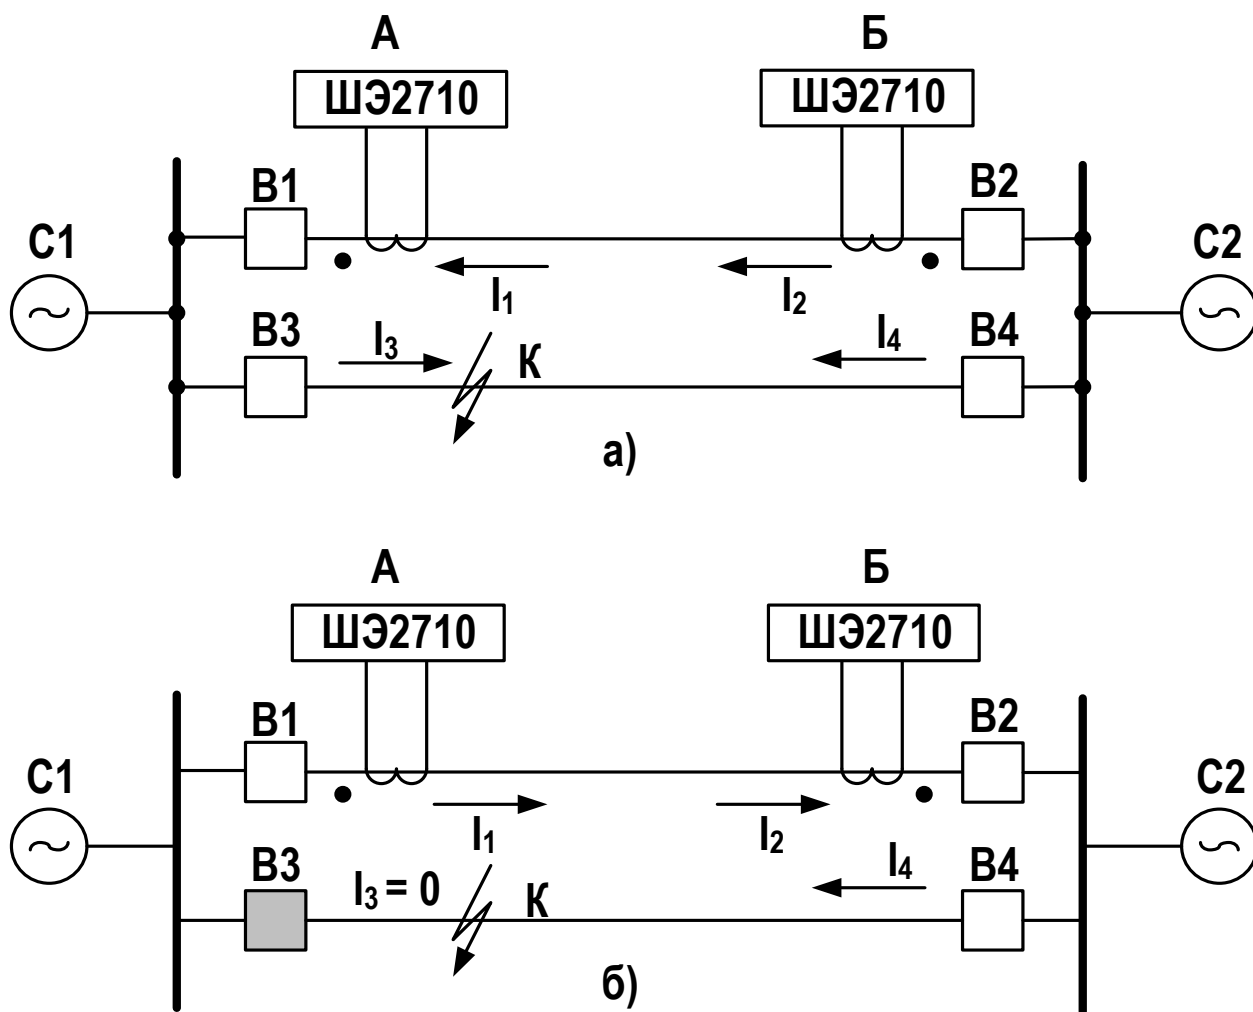 А Б
ШЭ2710 ШЭ2710
В1 В2
С1 С2
I1 I2
В3 I3 К I4 В4
а)
А Б
ШЭ2710 ШЭ2710
В1 В2
С1 С2
I1 I2
В3 I3 = 0 К I4 В4
б)